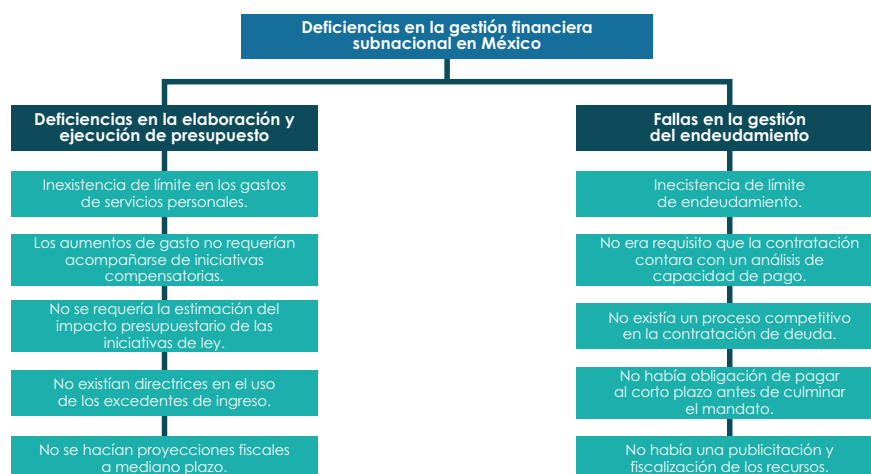 Deficiencias en la gestión financiera
subnacional en México
Deficiencias en la elaboración y
ejecución de presupuesto
Inexistencia de límite en los gastos
de servicios personales.
Los aumentos de gasto no requerían
acompañarse de iniciativas
compensatorias.
No se requería la estimación del
impacto presupuestario de las
iniciativas de ley.
No existían directrices en el uso
de los excedentes de ingreso.
No se hacían proyecciones fiscales
a mediano plazo.
Fallas en la gestión
del endeudamiento
Inecistencia de límite
de endeudamiento.
No era requisito que la contratación
contara con un análisis de
capacidad de pago.
No existía un proceso competitivo
en la contratación de deuda.
No había obligación de pagar
al corto plazo antes de culminar
el mandato.
No había una publicitación y
fiscalización de los recursos.